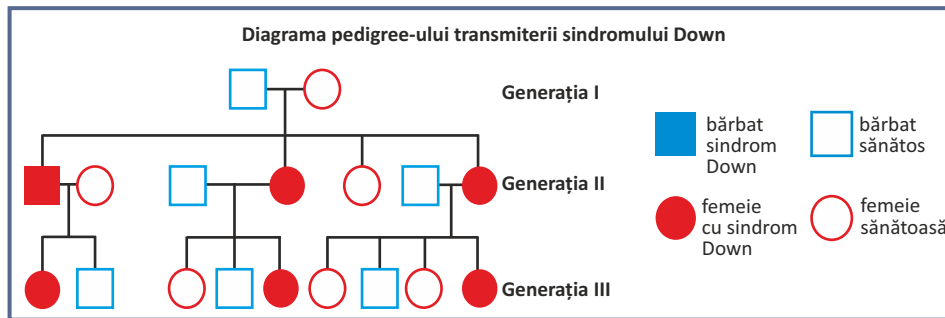 Diagrama pedigree-ului transmiterii sindromului Down
Generația I
Generația II
Generația III
bărbat
sindrom
Down
bărbat
sănătos
femeie
cu sindrom
Down
femeie
sănătoasă